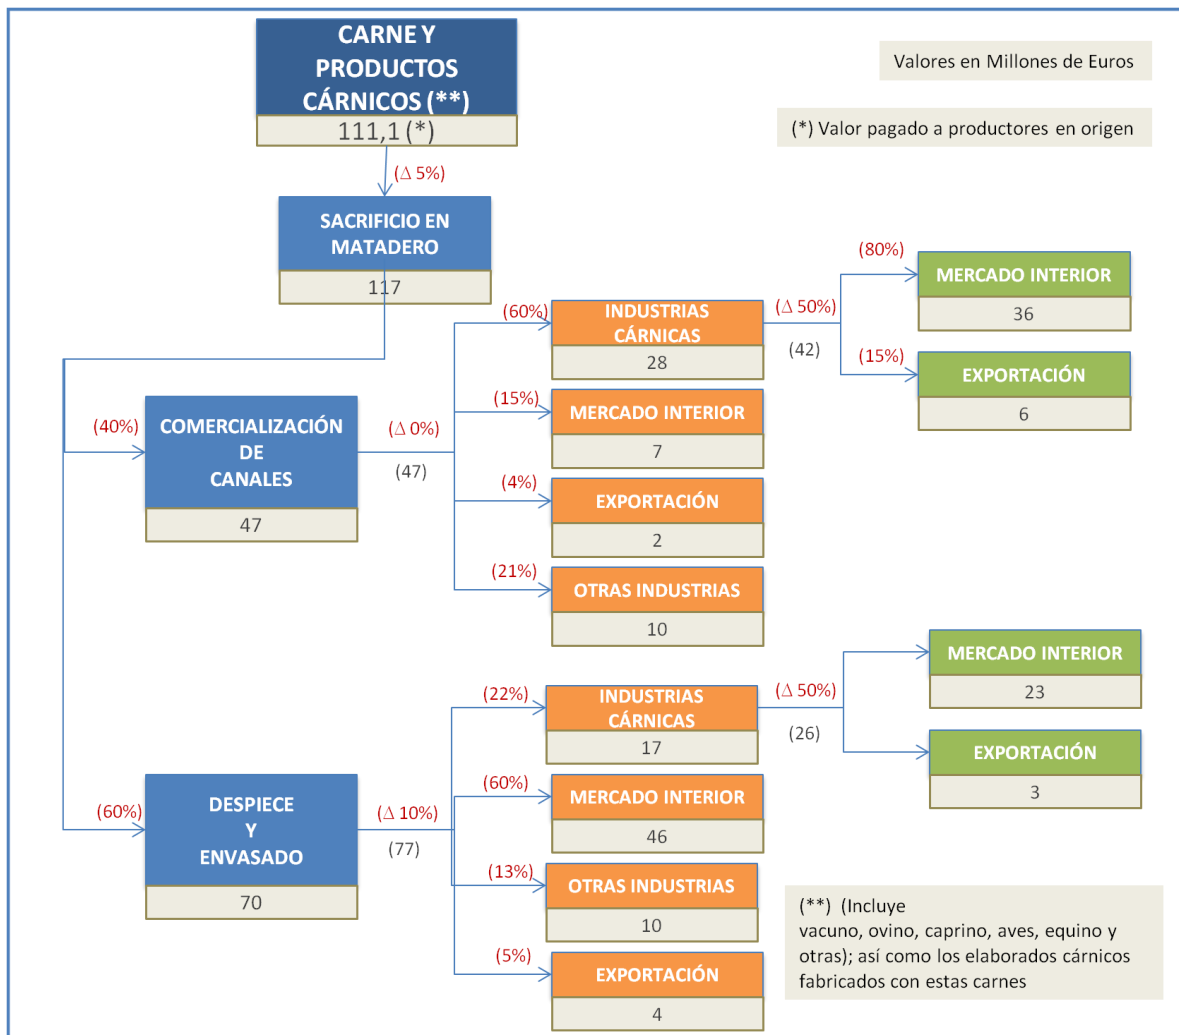 CARNE Y
PRODUCTOS
CÁRNICOS (**)
111,1 (*)
Valores en Millones de Euros
(*) Valor pagado a productores en origen
(Δ 5%)
SACRIFICIO EN
MATADERO
117
(40%)
COMERCIALIZACIÓN
DE
CANALES
47
(Δ 0%)
(47)
(60%)
INDUSTRIAS
CÁRNICAS
28
(Δ 50%)
(42)
(80%)
MERCADO INTERIOR
36
(15%)
EXPORTACIÓN
6
(15%)
MERCADO INTERIOR
7
(4%)
EXPORTACIÓN
2
(21%)
OTRAS INDUSTRIAS
10
(60%)
DESPIECE
Y
ENVASADO
70
(Δ 10%)
(77)
(22%)
INDUSTRIAS
CÁRNICAS
17
(Δ 50%)
(26)
MERCADO INTERIOR
23
EXPORTACIÓN
3
(60%)
MERCADO INTERIOR
46
(13%)
OTRAS INDUSTRIAS
10
(5%)
EXPORTACIÓN
4
(**) (Incluye
vacuno, ovino, caprino, aves, equino y
otras); así como los elaborados cárnicos
fabricados con estas carnes